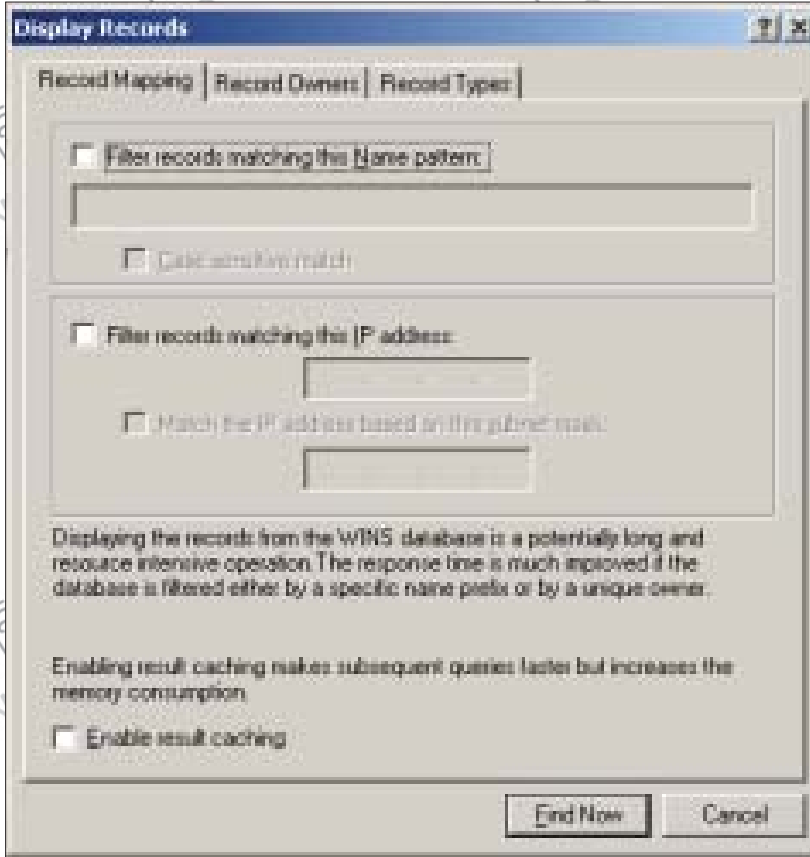 Display Records
Record Mapping Record Owners Record Types
Filter records matching this Name pattern:
Case sensitive match
Filter records matching this IP address:
Match the IP address based on this subnet mask:
Displaying the records from the WINS database is a potentially long and
resource intensive operation. The response time is much improved if the
database is filtered either by a specific name prefix or by a unique owner.
Enabling result caching makes subsequent queries faster but increases the
memory consumption.
Enable result caching
Find Now Cancel